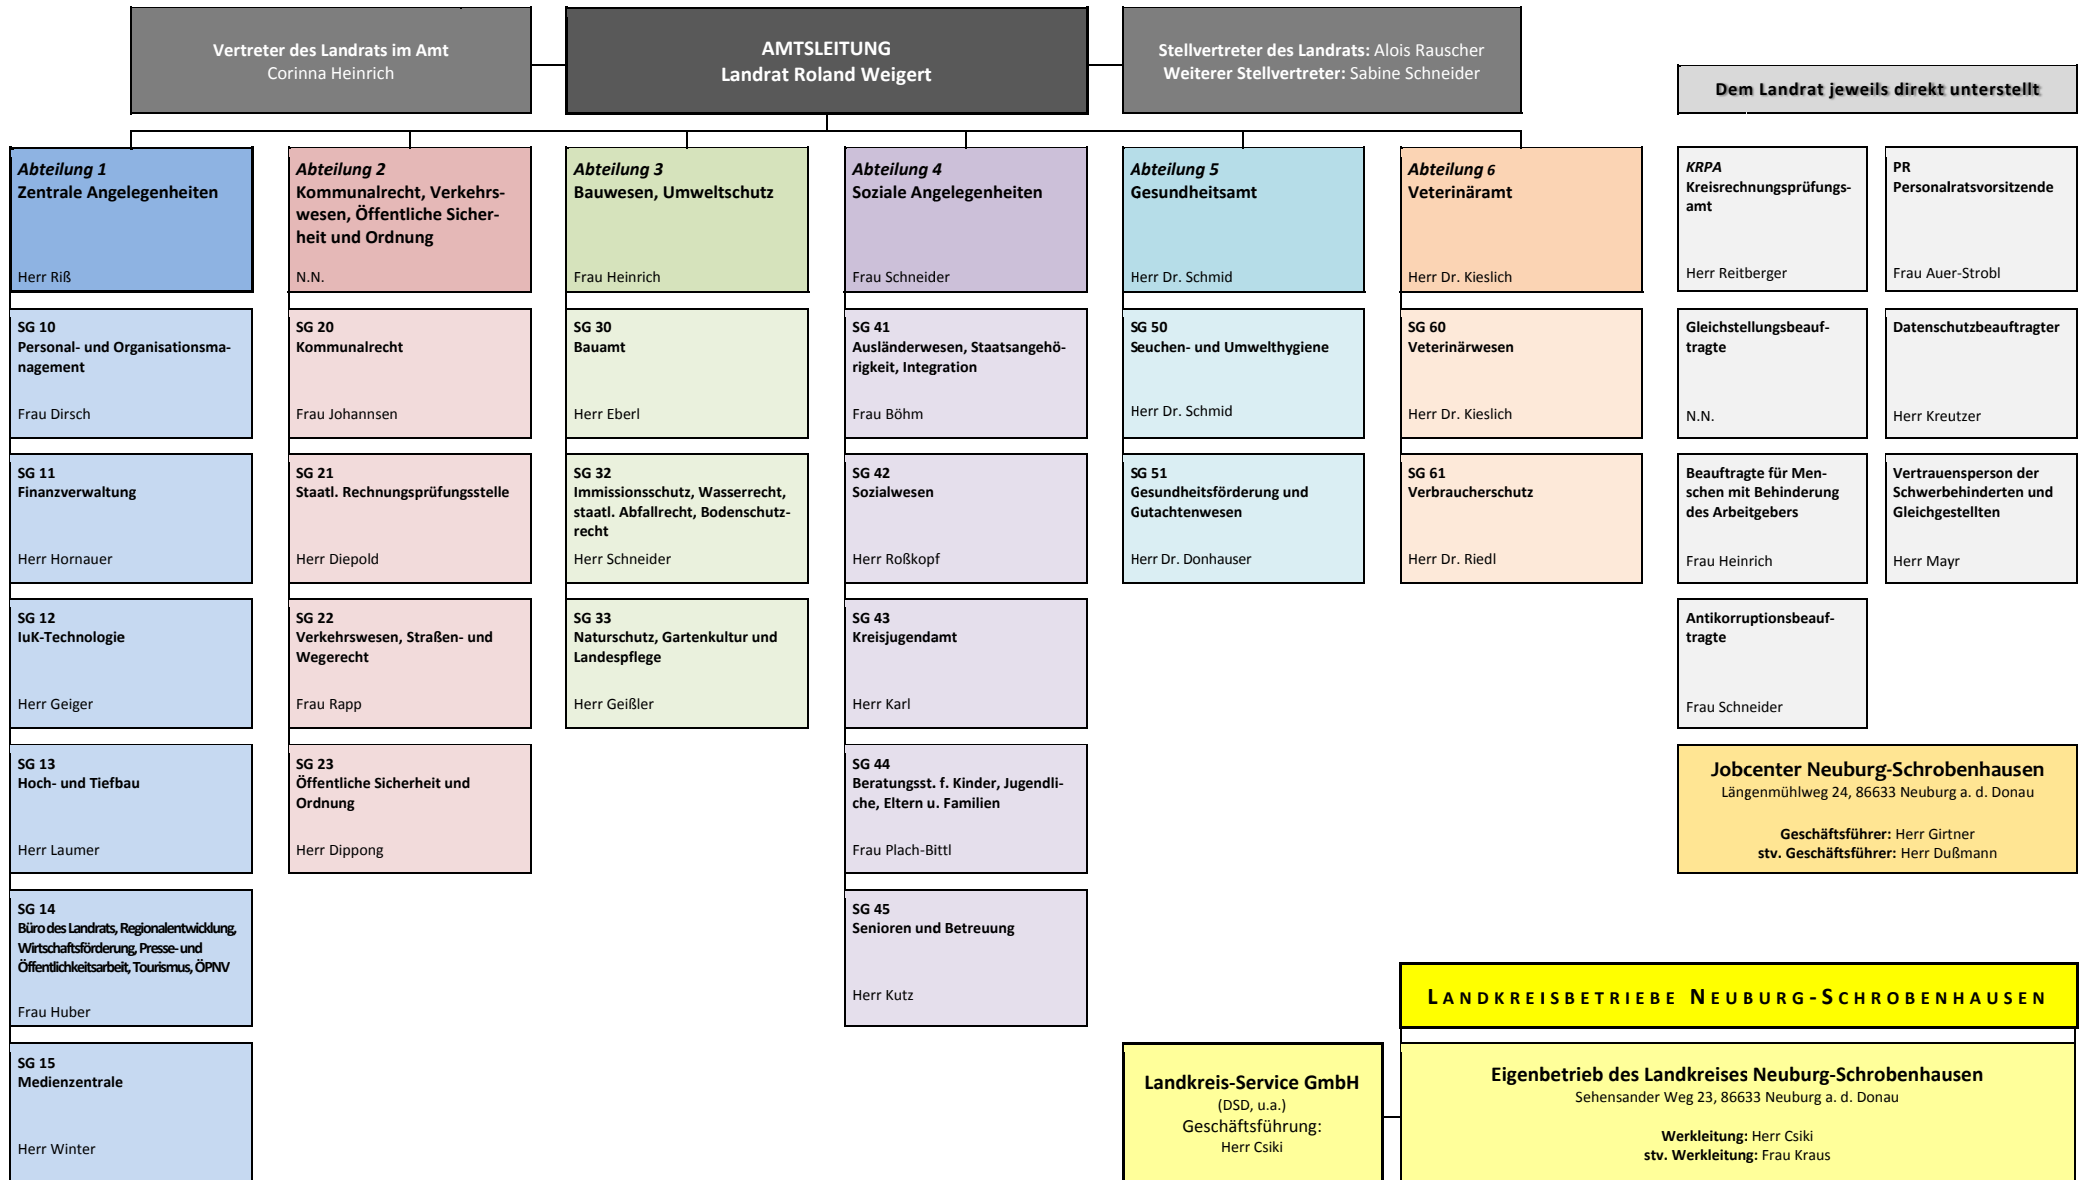 Vertreter des Landrats im Amt
Corinna Heinrich
AMTSLEITUNG
Landrat Roland Weigert
Stellvertreter des Landrats: Alois Rauscher
Weiterer Stellvertreter: Sabine Schneider
Dem Landrat jeweils direkt unterstellt
Abteilung 1
Zentrale Angelegenheiten
Herr Riß
Abteilung 2
Kommunalrecht, Verkehrs-
wesen, Öffentliche Sicher-
heit und Ordnung
N.N.
Abteilung 3
Bauwesen, Umweltschutz
Frau Heinrich
Abteilung 4
Soziale Angelegenheiten
Frau Schneider
Abteilung 5
Gesundheitsamt
Herr Dr. Schmid
Abteilung 6
Veterinäramt
Herr Dr. Kieslich
KRPA
Kreisrechnungsprüfungs-
amt
Herr Reitberger
PR
Personalratsvorsitzende
Frau Auer-Strobl
SG 10
Personal- und Organisationsma-
nagement
Frau Dirsch
SG 20
Kommunalrecht
Frau Johannsen
SG 30
Bauamt
Herr Eberl
SG 41
Ausländerwesen, Staatsangehö-
rigkeit, Integration
Frau Böhm
SG 50
Seuchen- und Umwelthygiene
Herr Dr. Schmid
SG 60
Veterinärwesen
Herr Dr. Kieslich
Gleichstellungsbeauf-
tragte
N.N.
Datenschutzbeauftragter
Herr Kreutzer
SG 11
Finanzverwaltung
Herr Hornauer
SG 21
Staatl. Rechnungsprüfungsstelle
Herr Diepold
SG 32
Immissionsschutz, Wasserrecht,
staatl. Abfallrecht, Bodenschutz-
recht
Herr Schneider
SG 42
Sozialwesen
Herr Roßkopf
SG 51
Gesundheitsförderung und
Gutachtenwesen
Herr Dr. Donhauser
SG 61
Verbraucherschutz
Herr Dr. Riedl
Beauftragte für Men-
schen mit Behinderung
des Arbeitgebers
Frau Heinrich
Vertrauensperson der
Schwerbehinderten und
Gleichgestellten
Herr Mayr
SG 12
IuK-Technologie
Herr Geiger
SG 22
Verkehrswesen, Straßen- und
Wegerecht
Frau Rapp
SG 33
Naturschutz, Gartenkultur und
Landespflege
Herr Geißler
SG 43
Kreisjugendamt
Herr Karl
Antikorruptionsbeauf-
tragte
Frau Schneider
SG 13
Hoch- und Tiefbau
Herr Laumer
SG 23
Öffentliche Sicherheit und
Ordnung
Herr Dippong
SG 44
Beratungsst. f. Kinder, Jugendli-
che, Eltern u. Familien
Frau Plach-Bittl
Jobcenter Neuburg-Schrobenhausen
Längenmühlweg 24, 86633 Neuburg a. d. Donau
Geschäftsführer: Herr Girtner
stv. Geschäftsführer: Herr Dußmann
SG 14
Büro des Landrats, Regionalentwicklung,
Wirtschaftsförderung, Presse- und
Öffentlichkeitsarbeit, Tourismus, ÖPNV
Frau Huber
SG 45
Senioren und Betreuung
Herr Kutz
LANDKREISBETRIEBE NEUBURG-SCHROBENHAUSEN
SG 15
Medienzentrale
Herr Winter
Landkreis-Service GmbH
(DSD, u.a.)
Geschäftsführung:
Herr Csiki
Eigenbetrieb des Landkreises Neuburg-Schrobenhausen
Sehensander Weg 23, 86633 Neuburg a. d. Donau
Werkleitung: Herr Csiki
stv. Werkleitung: Frau Kraus